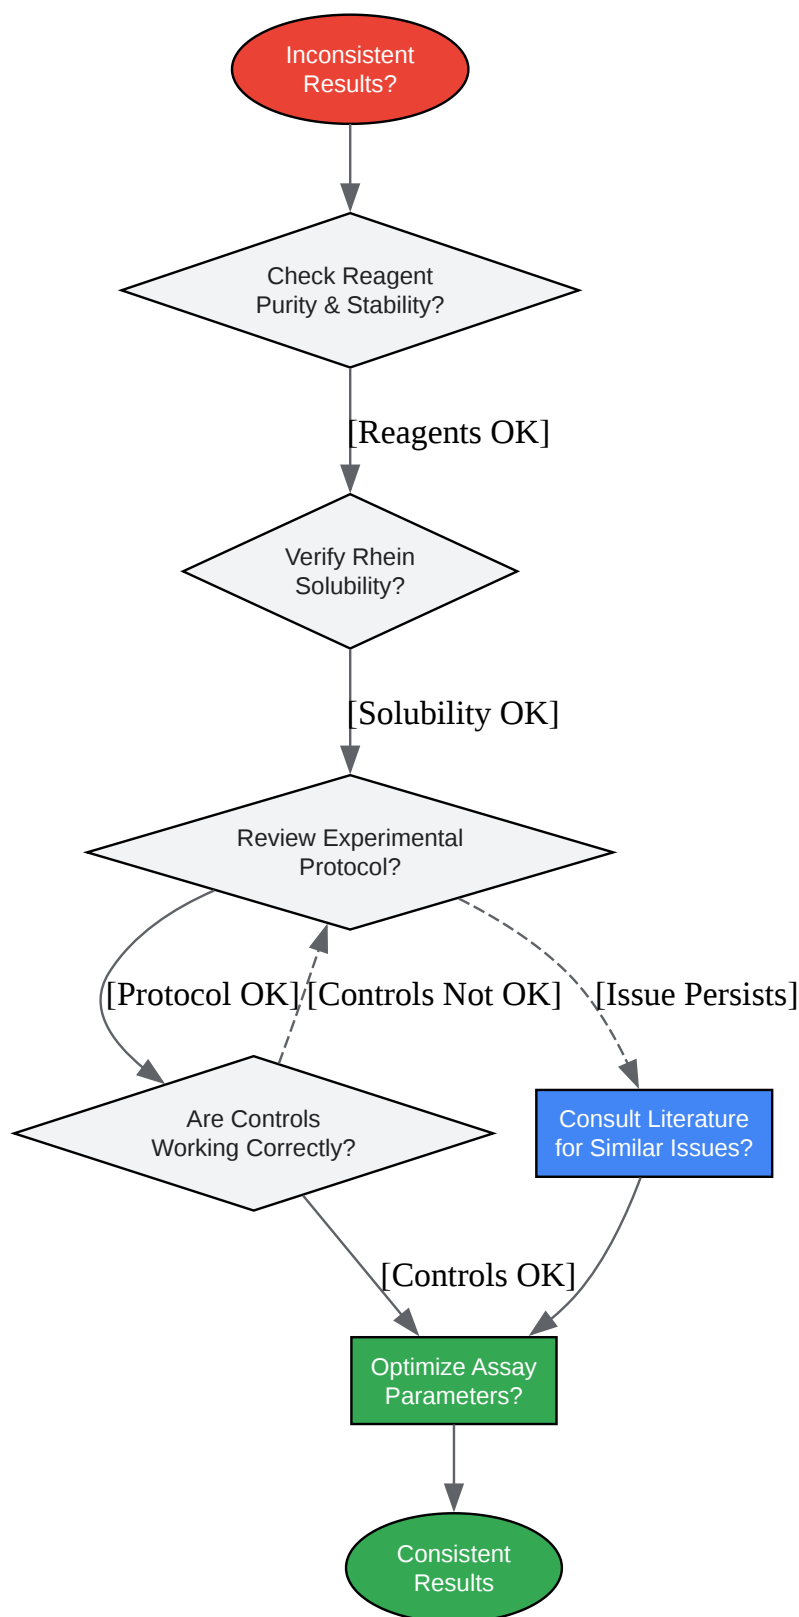 Inconsistent
Results?
Check Reagent
Purity & Stability?
[Reagents OK]
Verify Rhein
Solubility?
[Solubility OK]
Review Experimental
Protocol?
[Protocol OK]
[Controls Not OK]
[Issue Persists]
Are Controls
Working Correctly?
Consult Literature
for Similar Issues?
[Controls OK]
Optimize Assay
Parameters?
Consistent
Results